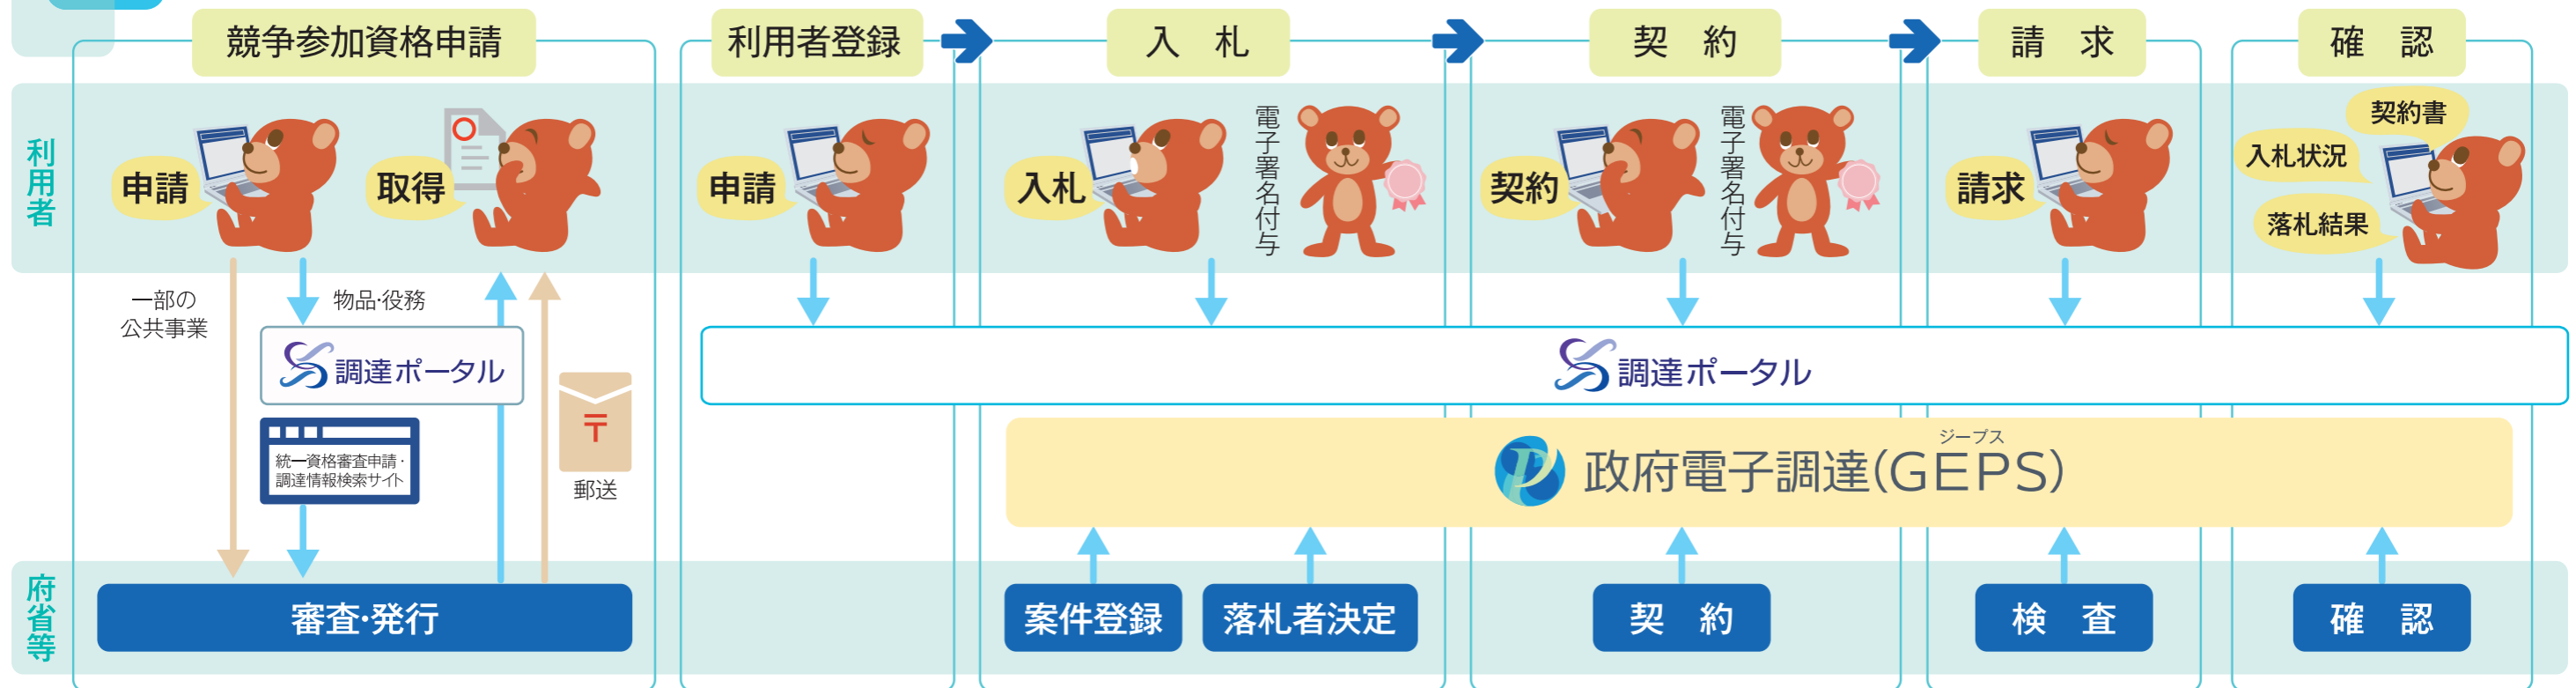 競争参加資格申請
利用者登録
入 札
契 約
請 求
確 認
利用者
申請
取得
申請
入札
電子署名付与
契約
電子署名付与
請求
契約書
入札状況
落札結果
一部の
公共事業
物品・役務
調達ポータル
統一資格審査申請・
調達情報検索サイト
〒
郵送
調達ポータル
ジープス
政府電子調達(GEPS)
府省等
審査・発行
案件登録
落札者決定
契 約
検 査
確 認